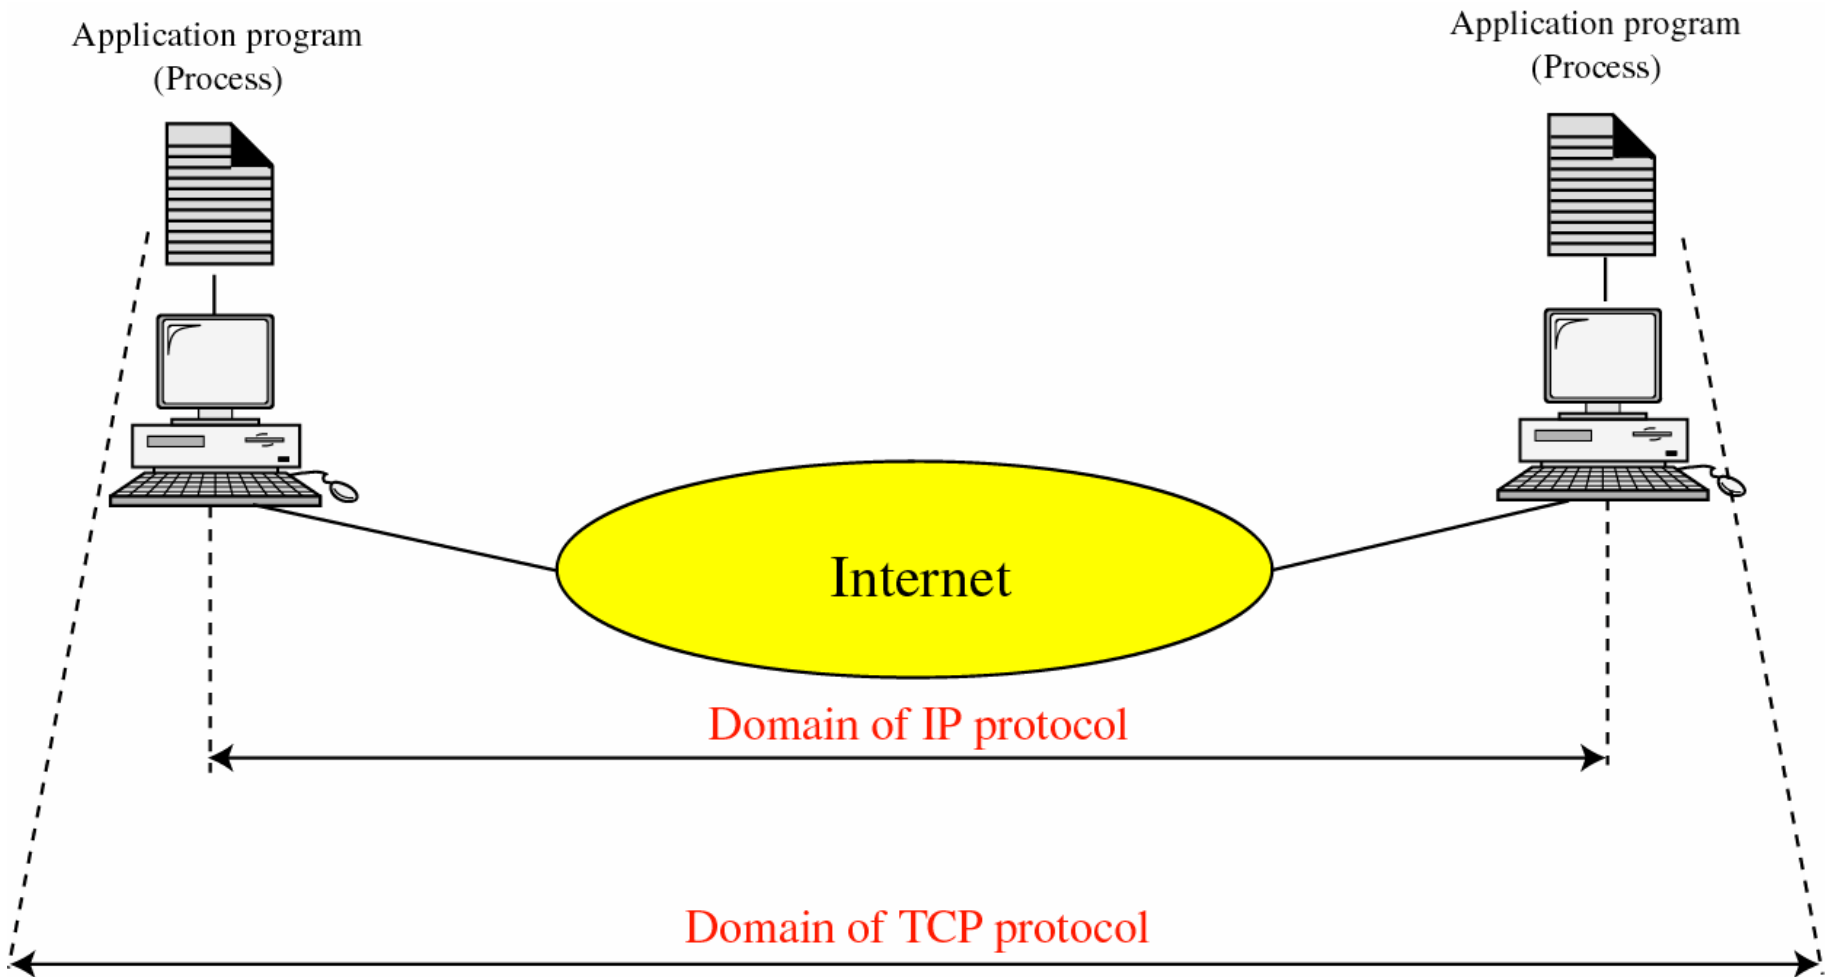 Application program
(Process)
Application program
(Process)
Internet
Domain of IP protocol
Domain of TCP protocol